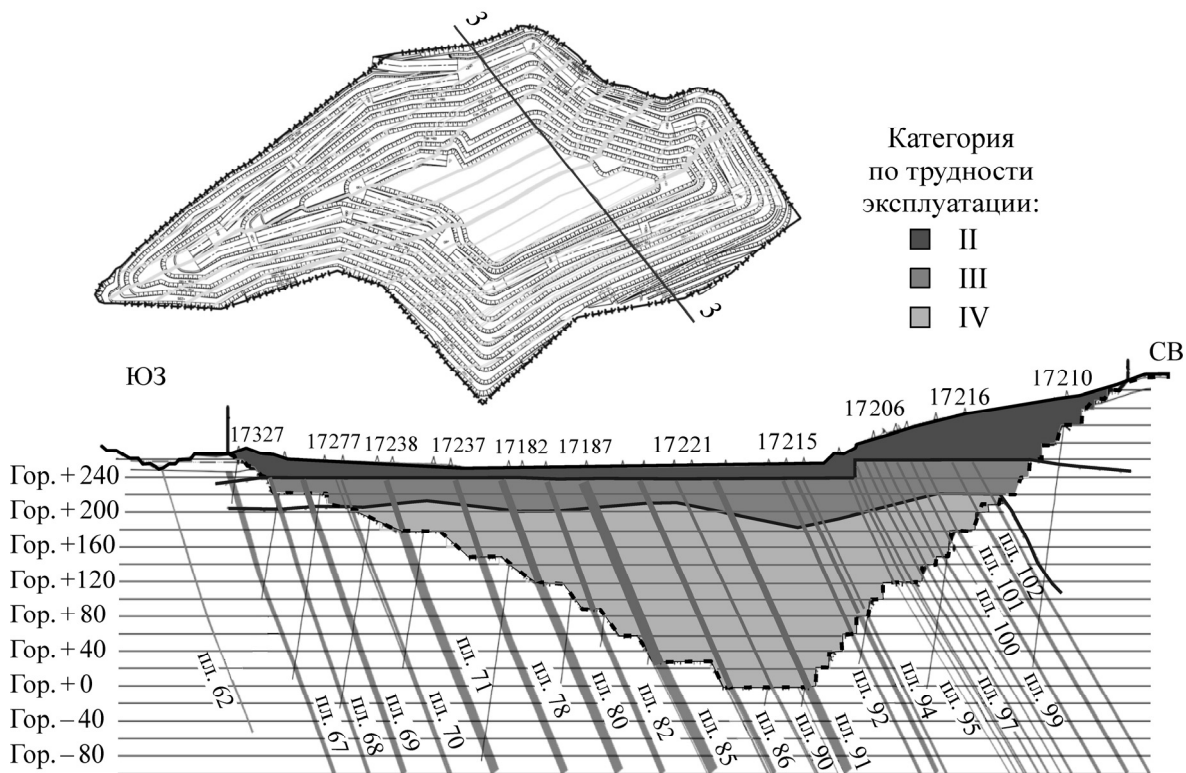 3
3
Категория
по трудности
эксплуатации:
II
III
IV
ЮЗ
СВ
17327
17277
17238
17237
17182
17187
17221
17215
17206
17216
17210
Гор. + 240
Гор. + 200
Гор. + 160
Гор. + 120
Гор. + 80
Гор. + 40
Гор. + 0
Гор. – 40
Гор. – 80
пл. 62
пл. 67
пл. 68
пл. 69
пл. 70
пл. 71
пл. 78
пл. 80
пл. 82
пл. 85
пл. 86
пл. 90
пл. 91
пл. 92
пл. 94
пл. 95
пл. 97
пл. 99
пл. 100
пл. 101
пл. 102